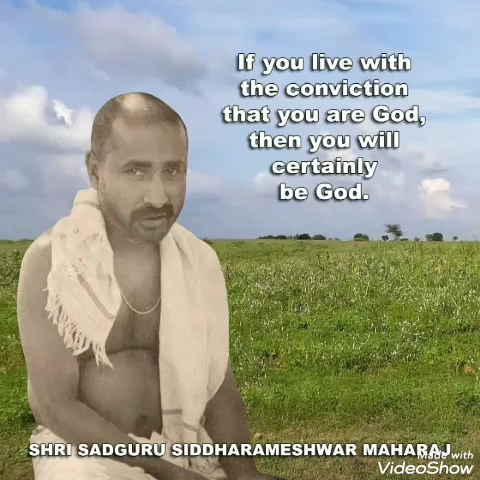 If you live with
the conviction
that you are God,
then you will
certainly
be God.
SHRI SADGURU SIDDHARAMESHWAR MAHARAJ
Made with
VideoShow